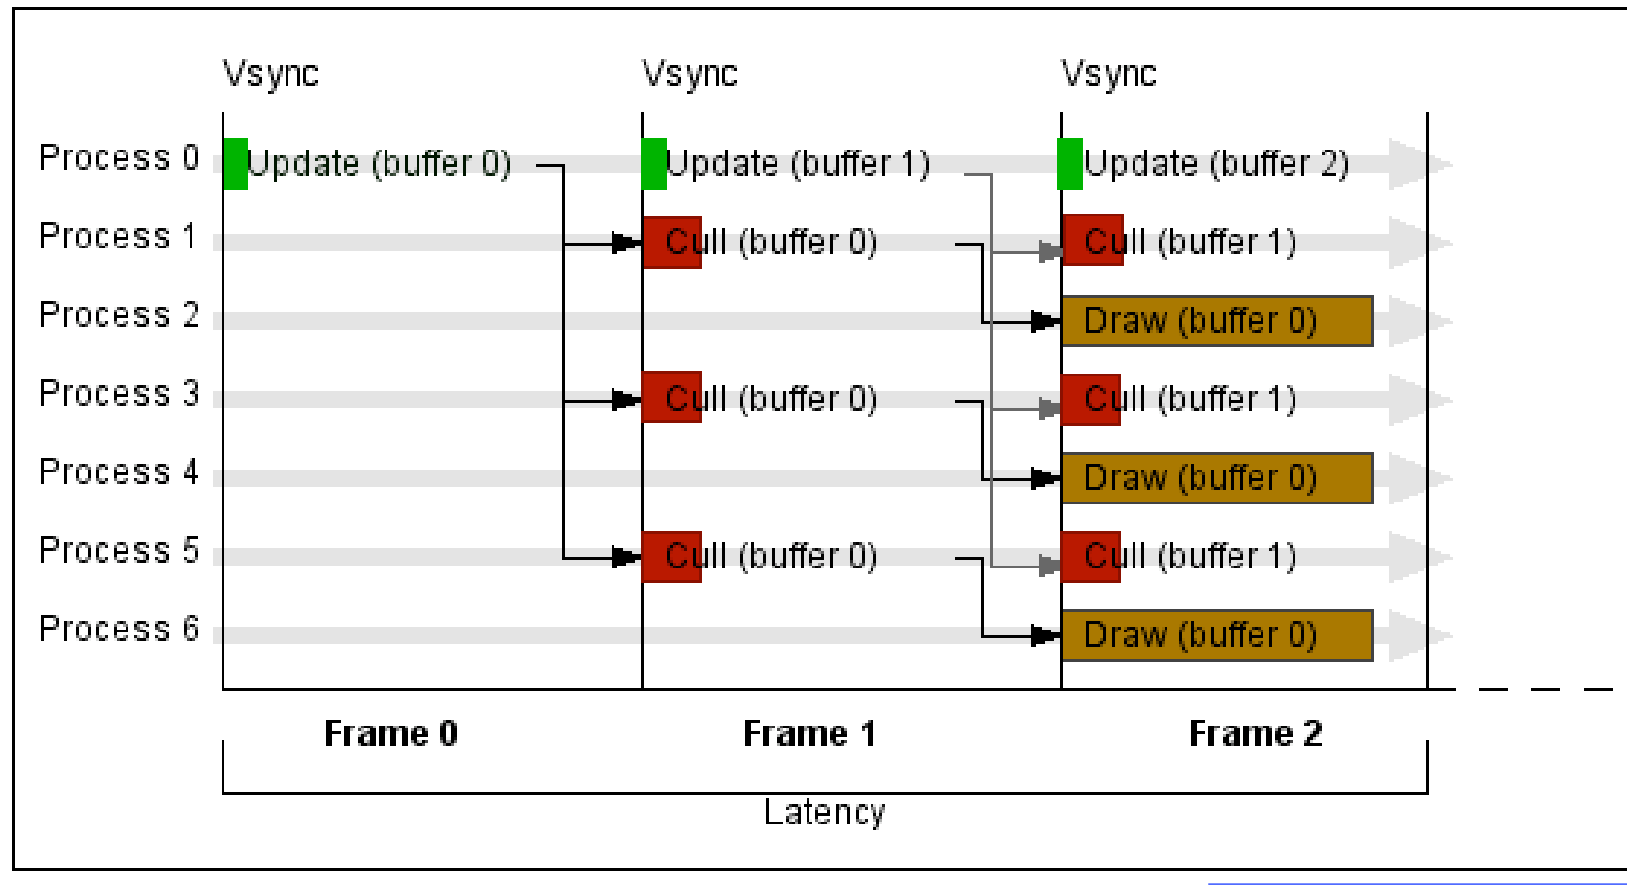 Vsync Vsync Vsync
Process 0 Update (buffer 0) Update (buffer 1) Update (buffer 2)
Process 1 Cull (buffer 0) Cull (buffer 1)
Process 2 Draw (buffer 0)
Process 3 Cull (buffer 0) Cull (buffer 1)
Process 4 Draw (buffer 0)
Process 5 Cull (buffer 0) Cull (buffer 1)
Process 6 Draw (buffer 0)
Frame 0 Frame 1 Frame 2
Latency